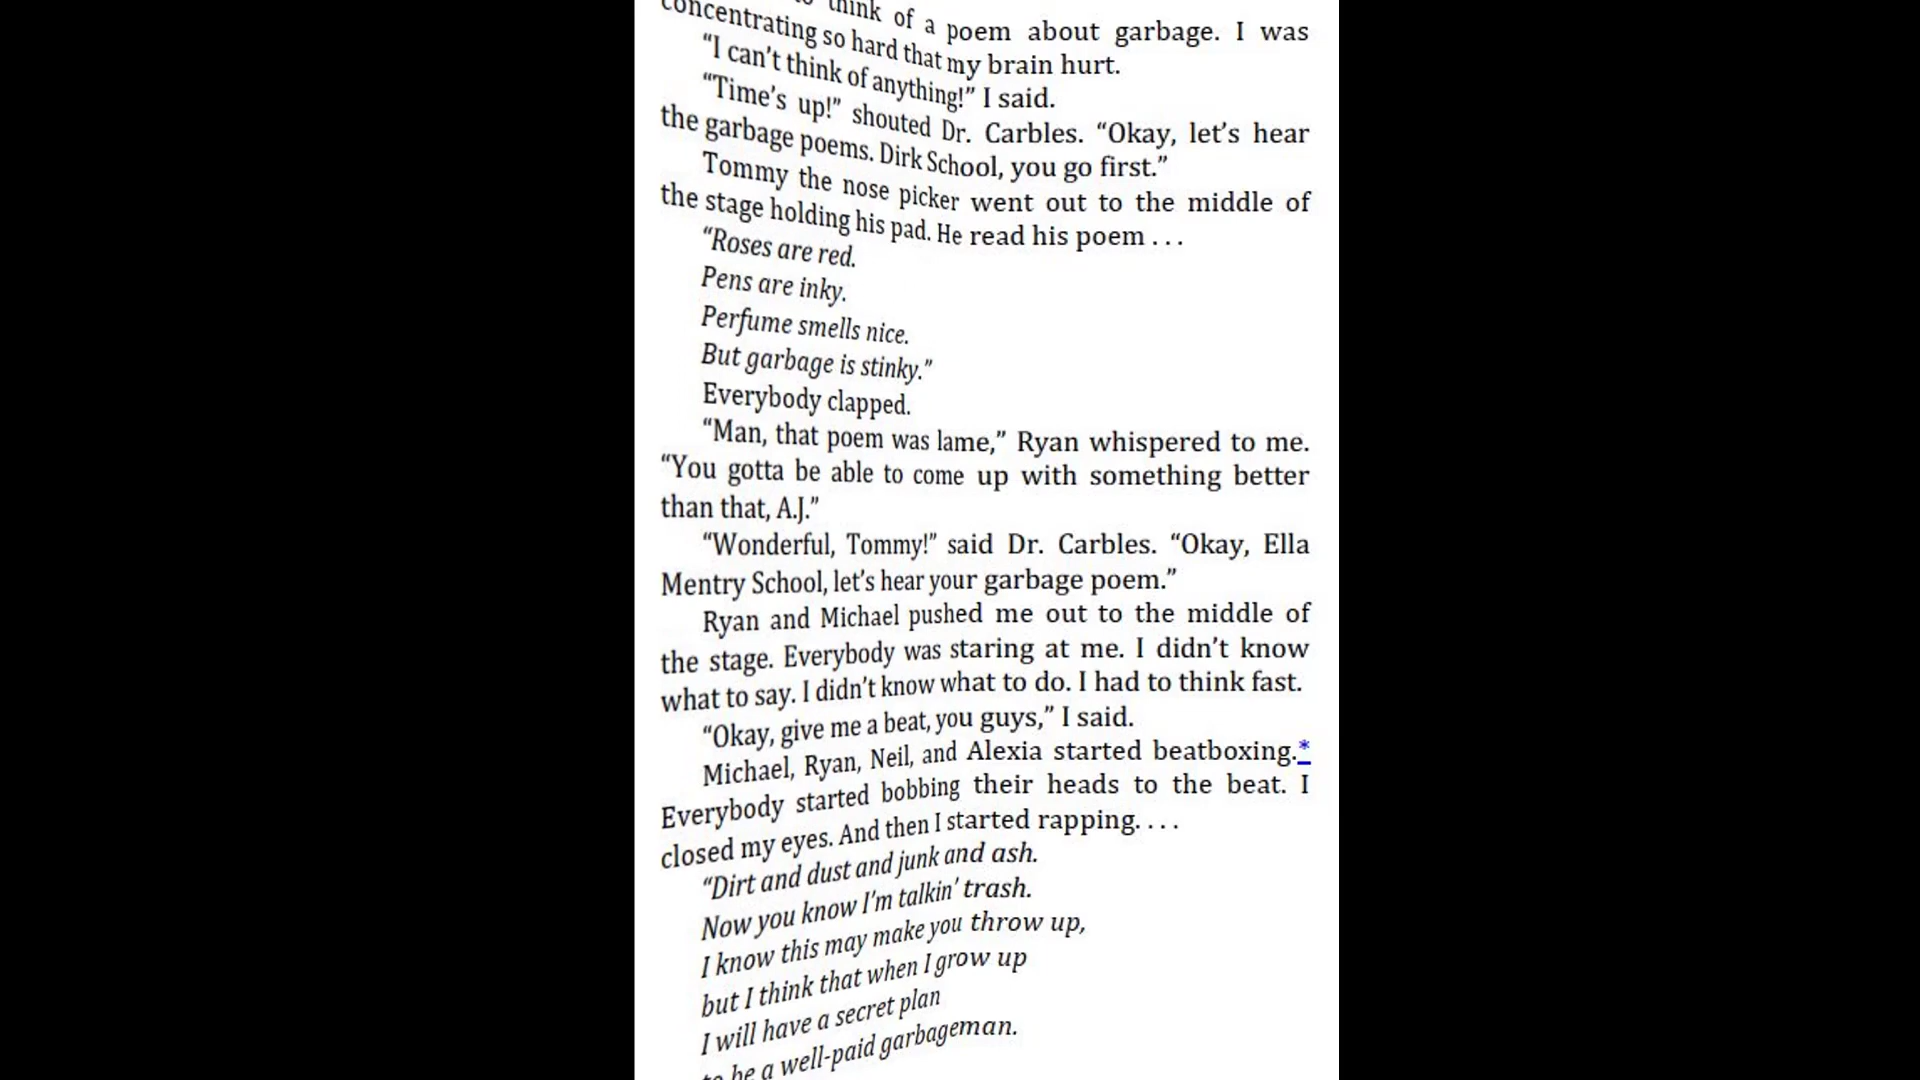 think of a poem about garbage. I was
concentrating so hard that my brain hurt.
“I can’t think of anything!” I said.
“Time’s up!” shouted Dr. Carbles. “Okay, let’s hear
the garbage poems. Dirk School, you go first.”
Tommy the nose picker went out to the middle of
the stage holding his pad. He read his poem . . .
“Roses are red.
Pens are inky.
Perfume smells nice.
But garbage is stinky.”
Everybody clapped.
“Man, that poem was lame,” Ryan whispered to me.
“You gotta be able to come up with something better
than that, A.J.”
“Wonderful, Tommy!” said Dr. Carbles. “Okay, Ella
Mentry School, let’s hear your garbage poem.”
Ryan and Michael pushed me out to the middle of
the stage. Everybody was staring at me. I didn’t know
what to say. I didn’t know what to do. I had to think fast.
“Okay, give me a beat, you guys,” I said.
Michael, Ryan, Neil, and Alexia started beatboxing.*
Everybody started bobbing their heads to the beat. I
closed my eyes. And then I started rapping. . . .
“Dirt and dust and junk and ash.
Now you know I’m talkin’ trash.
I know this may make you throw up,
but I think that when I grow up
I will have a secret plan
to be a well-paid garbageman.